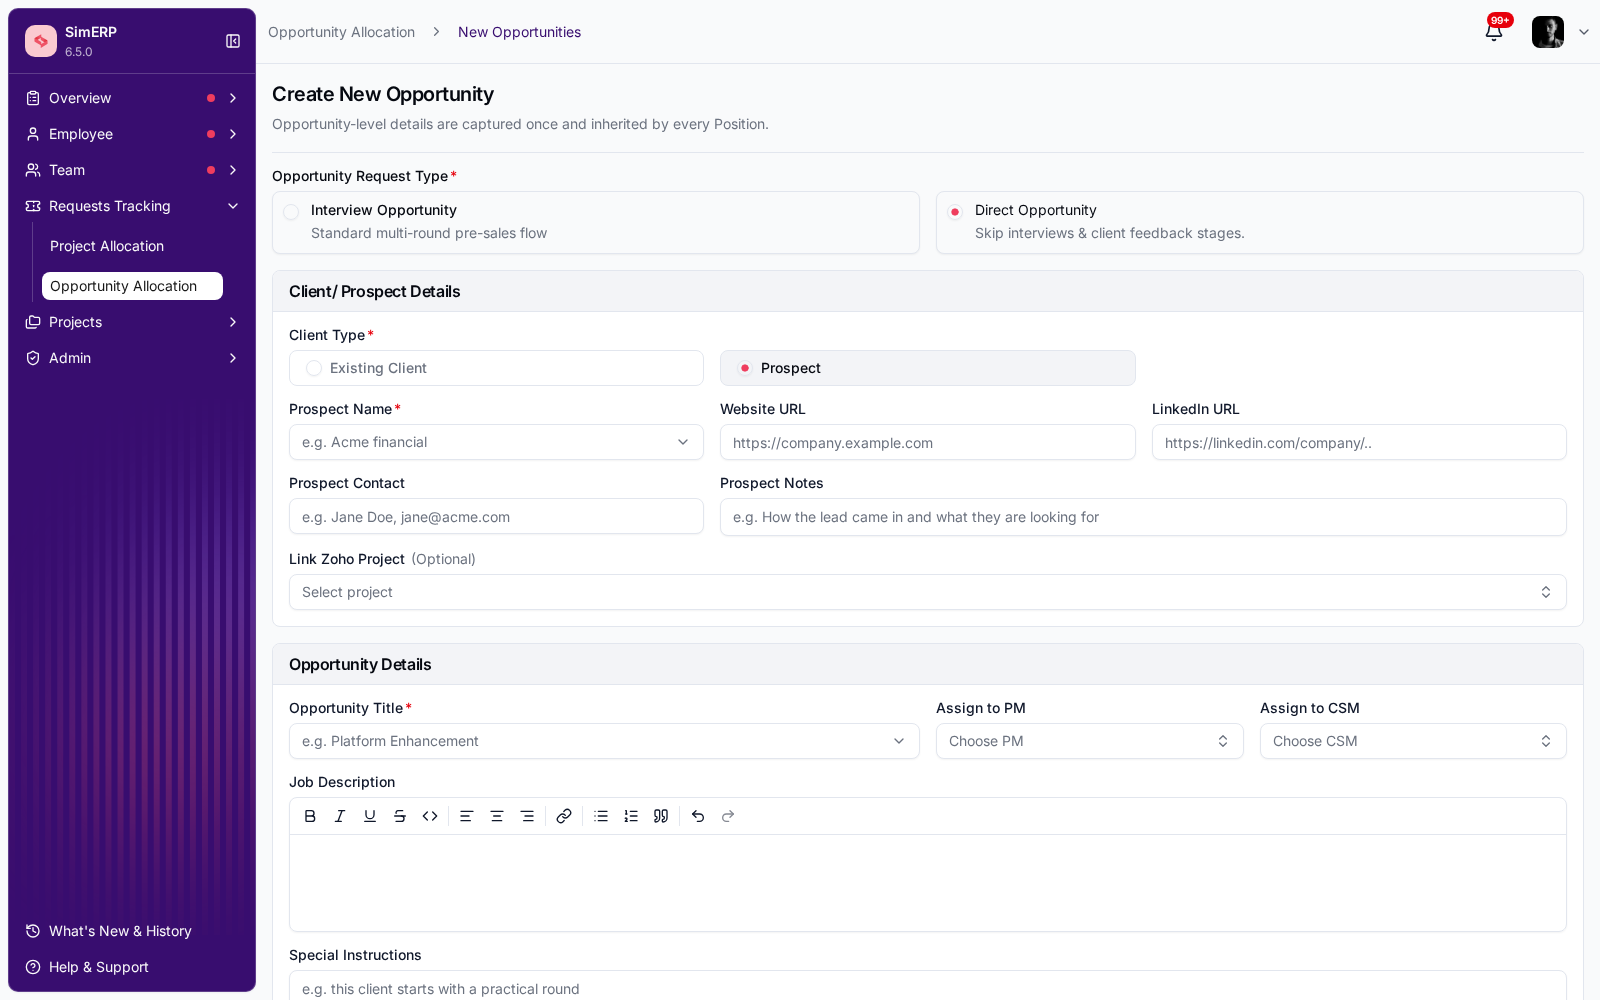 SimERP
6.5.0
Overview
Employee
Team
Requests Tracking
Project Allocation
Opportunity Allocation
Projects
Admin
What's New & History
Help & Support
Opportunity Allocation > New Opportunities
99+
Create New Opportunity
Opportunity-level details are captured once and inherited by every Position.
Opportunity Request Type*
Interview Opportunity
Standard multi-round pre-sales flow
Direct Opportunity
Skip interviews & client feedback stages.
Client/ Prospect Details
Client Type*
Existing Client
Prospect
Prospect Name*
e.g. Acme financial
Website URL
https://company.example.com
LinkedIn URL
https://linkedin.com/company/..
Prospect Contact
e.g. Jane Doe, jane@acme.com
Prospect Notes
e.g. How the lead came in and what they are looking for
Link Zoho Project (Optional)
Select project
Opportunity Details
Opportunity Title*
e.g. Platform Enhancement
Assign to PM
Choose PM
Assign to CSM
Choose CSM
Job Description
Special Instructions
e.g. this client starts with a practical round